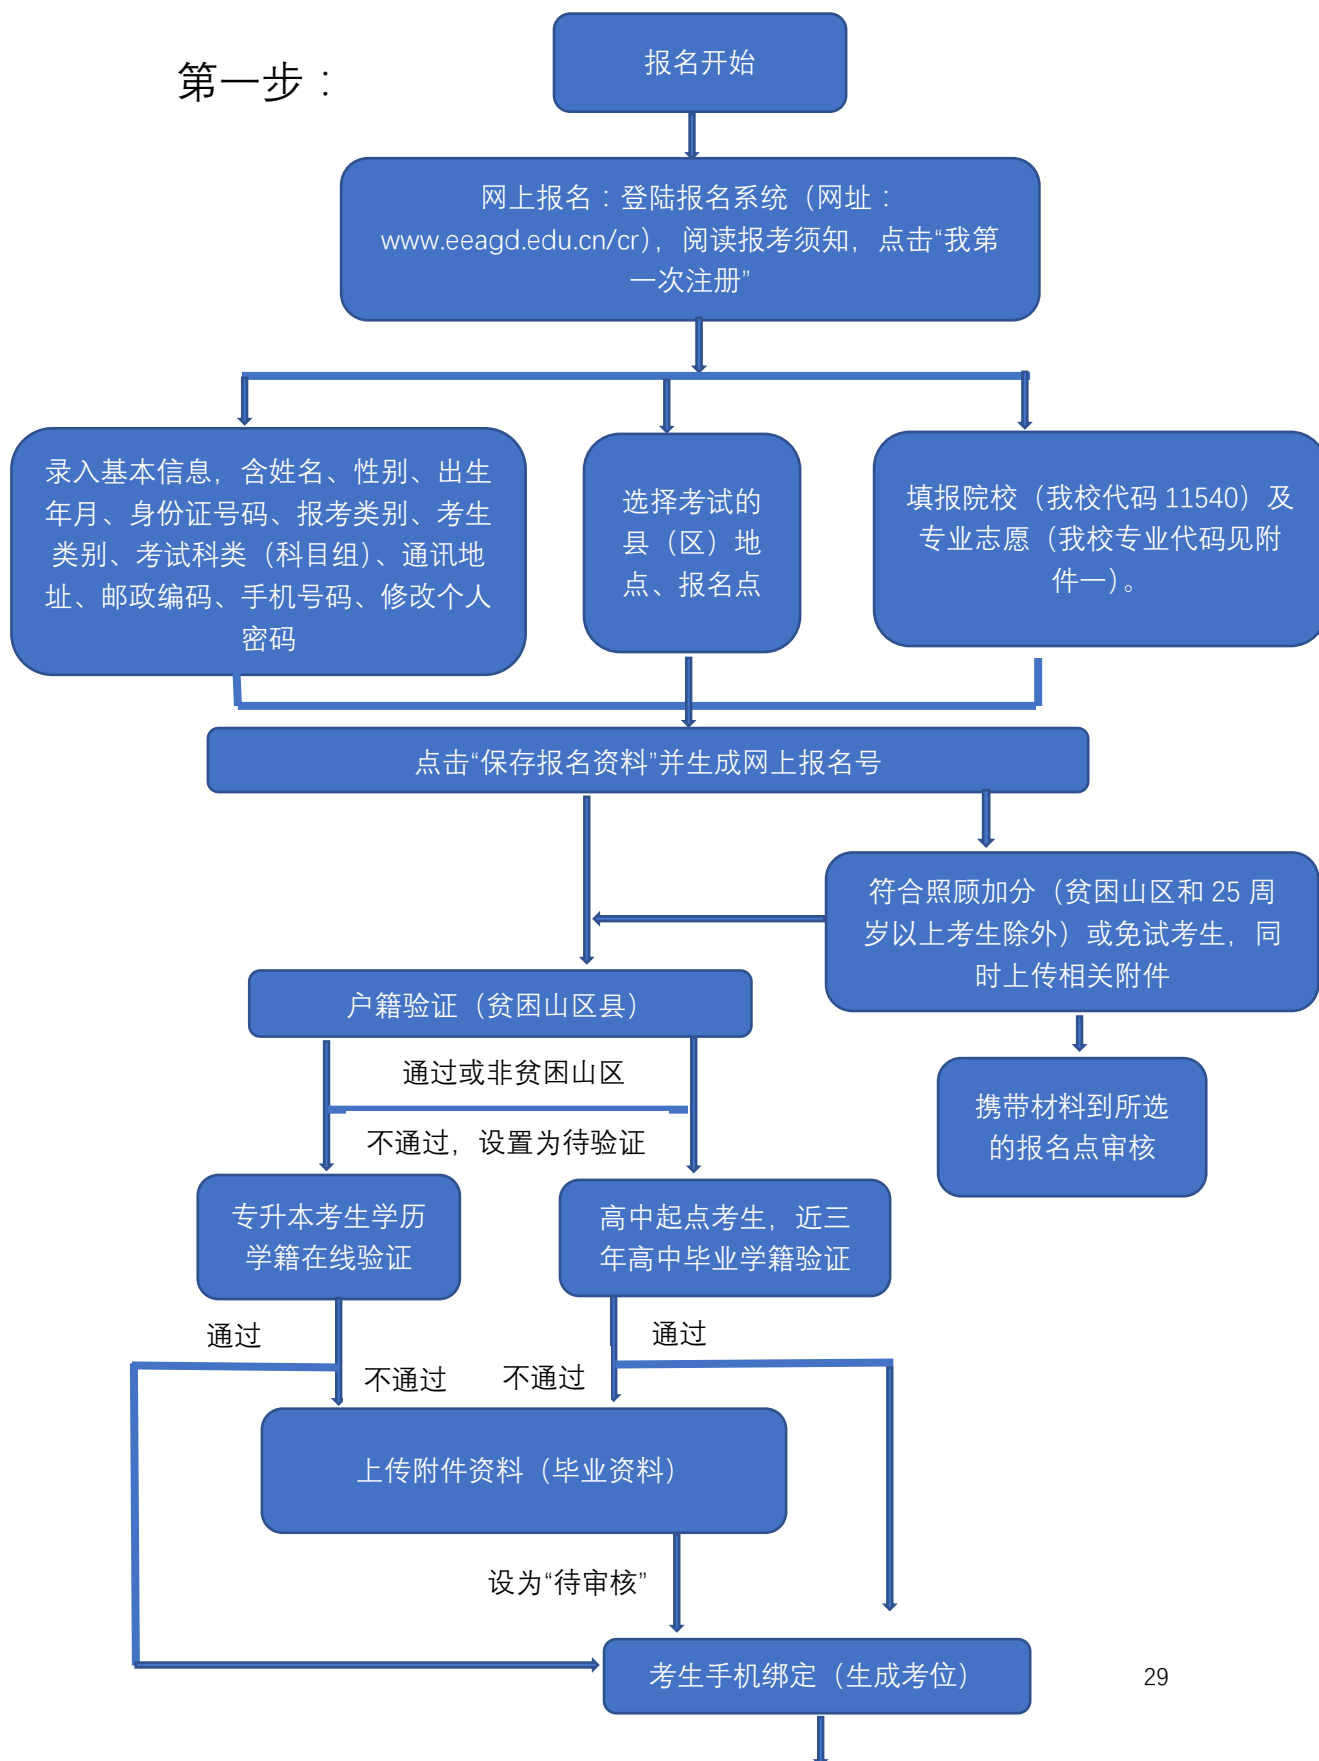 第一步：
报名开始
网上报名：登陆报名系统（网址：
www.eeagd.edu.cn/cr），阅读报考须知，点击“我第
一次注册”
录入基本信息，含姓名、性别、出生
年月、身份证号码、报考类别、考生
类别、考试科类（科目组）、通讯地
址、邮政编码、手机号码、修改个人
密码
选择考试的
县（区）地
点、报名点
填报院校（我校代码 11540）及
专业志愿（我校专业代码见附
件一）。
点击“保存报名资料”并生成网上报名号
符合照顾加分（贫困山区和 25 周
岁以上考生除外）或免试考生，同
时上传相关附件
户籍验证（贫困山区县）
通过或非贫困山区
不通过，设置为待验证
携带材料到所选
的报名点审核
专升本考生学历
学籍在线验证
高中起点考生，近三
年高中毕业学籍验证
通过
不通过
不通过
通过
上传附件资料（毕业资料）
设为“待审核”
考生手机绑定（生成考位）
29